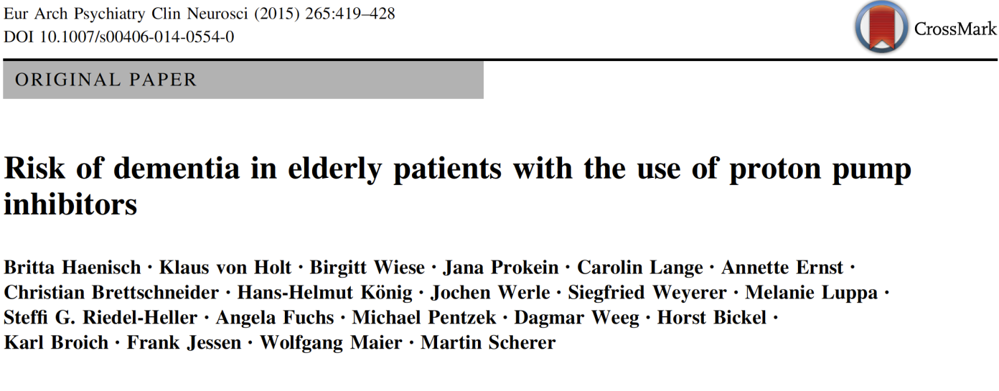 Eur Arch Psychiatry Clin Neurosci (2015) 265:419–428
DOI 10.1007/s00406-014-0554-0
CrossMark
ORIGINAL PAPER
Risk of dementia in elderly patients with the use of proton pump
inhibitors
Britta Haenisch · Klaus von Holt · Birgitt Wiese · Jana Prokein · Carolin Lange · Annette Ernst ·
Christian Brettschneider · Hans-Helmut König · Jochen Werle · Siegfried Weyerer · Melanie Luppa ·
Steffi G. Riedel-Heller · Angela Fuchs · Michael Pentzek · Dagmar Weeg · Horst Bickel ·
Karl Broich · Frank Jessen · Wolfgang Maier · Martin Scherer